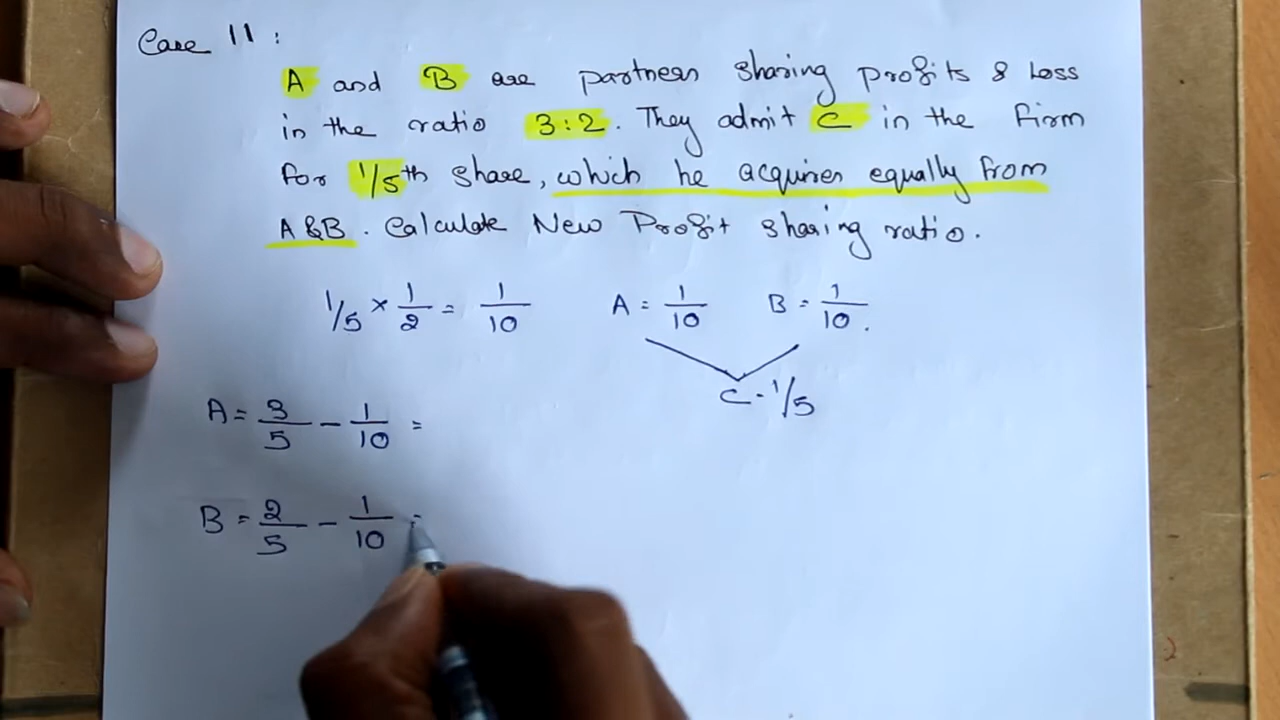 Case 11 :
A and B are partners sharing profits & Loss
in the ratio 3:2. They admit C in the firm
for 1/5th share, which he acquires equally from
A&B. Calculate New Profit sharing ratio.
1/5 × 1/2 = 1/10 A = 1/10 B = 1/10.
C - 1/5
A = 3/5 - 1/10 =
B = 2/5 - 1/10 =